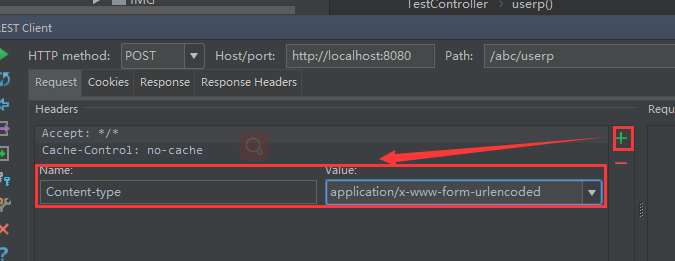 IMG
TestController
userp()
EST Client
HTTP method: POST Host/port: http://localhost:8080 Path: /abc/userp
Request Cookies Response Response Headers
Headers
Requ
Accept: */*
Cache-Control: no-cache
Name: Value:
Content-type application/x-www-form-urlencoded